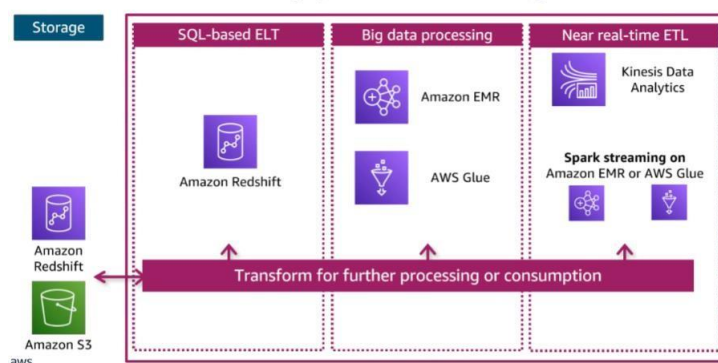 Storage
SQL-based ELT
Big data processing
Near real-time ETL
Amazon Redshift
Amazon EMR
AWS Glue
Kinesis Data
Analytics
Spark streaming on
Amazon EMR or AWS Glue
Amazon
Redshift
Amazon S3
Transform for further processing or consumption
aws